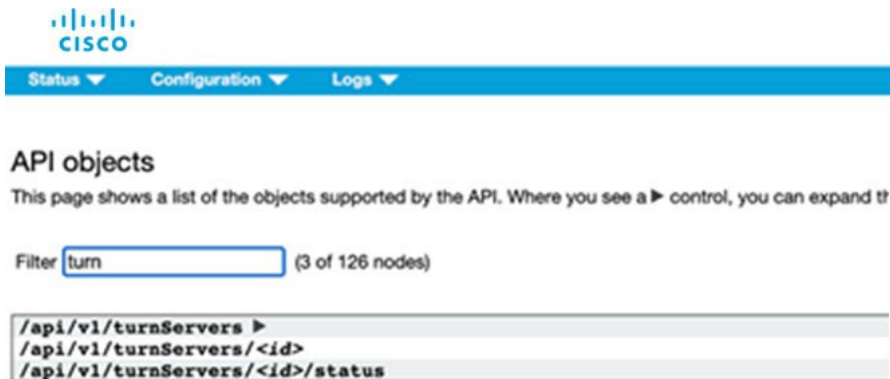 CISCO
Status Configuration Logs
API objects
This page shows a list of the objects supported by the API. Where you see a ▶ control, you can expand th
Filter turn (3 of 126 nodes)
/api/v1/turnServers ▶
/api/v1/turnServers/<id>
/api/v1/turnServers/<id>/status